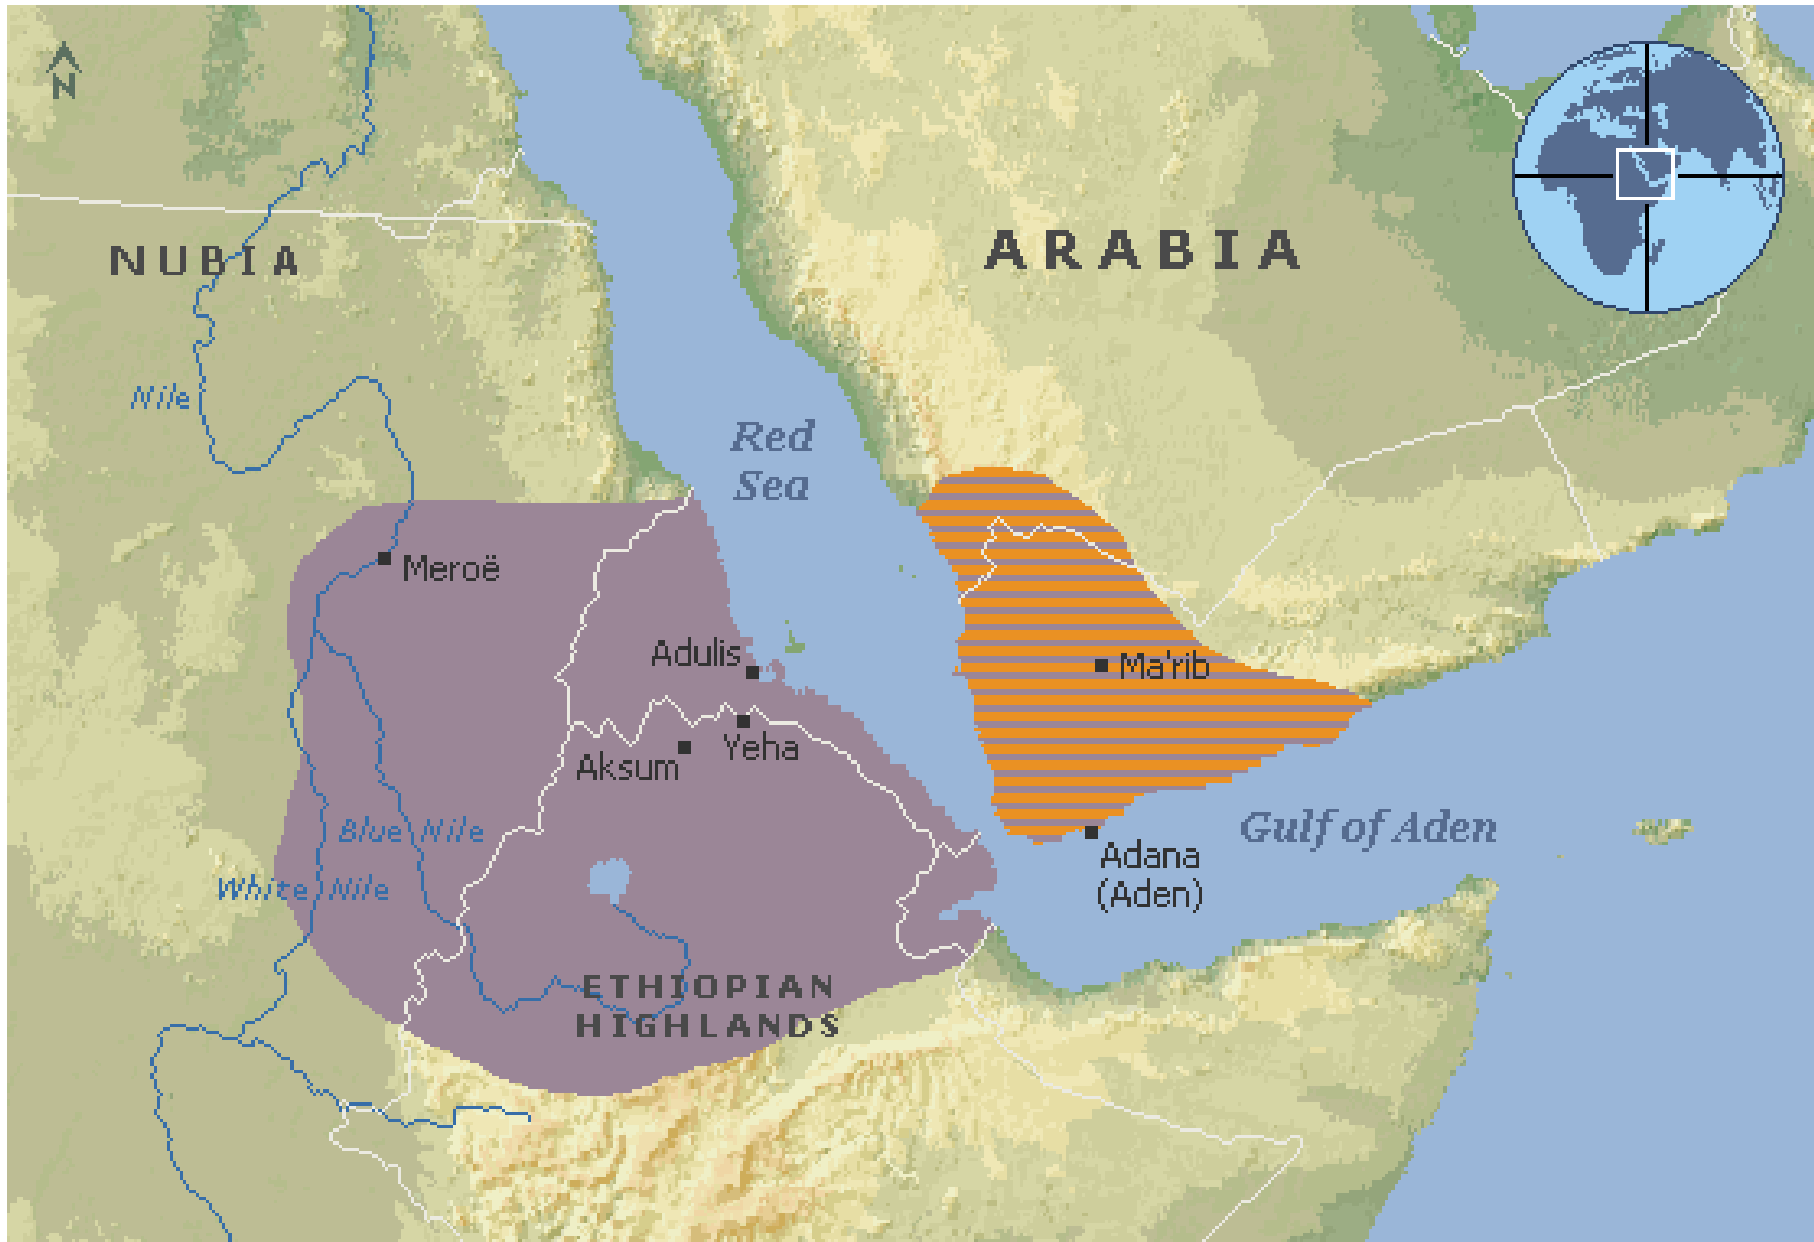 N
NUBIA
ARABIA
Nile
Red
Sea
Meroë
Adulis
Ma'rib
Yeha
Aksum
Blue Nile
Gulf of Aden
Adana
(Aden)
White Nile
ETHIOPIAN
HIGHLANDS